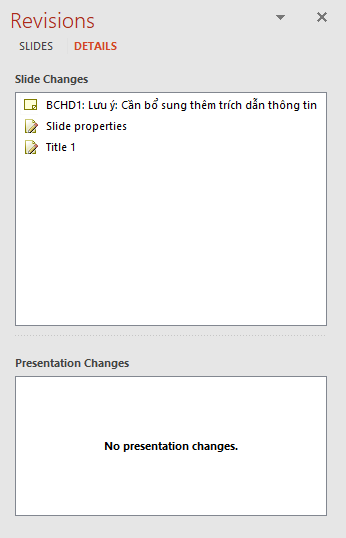 Revisions
SLIDES DETAILS
Slide Changes
BCHD1: Lưu ý: Cần bổ sung thêm trích dẫn thông tin
Slide properties
Title 1
Presentation Changes
No presentation changes.